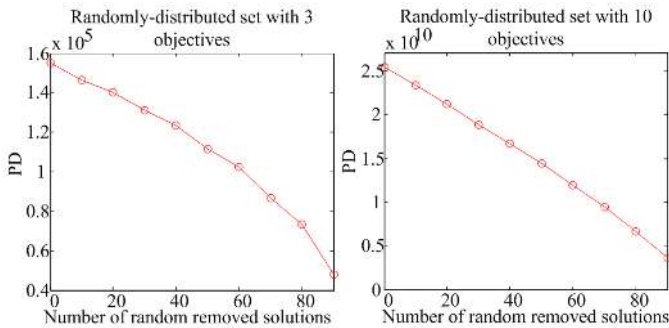 Randomly-distributed set with 3
objectives
x 10^5
1.6
1.4
1.2
1
0.8
0.6
0.4
PD
0
20
40
60
80
Number of random removed solutions
Randomly-distributed set with 10
objectives
x 10^10
2.5
2
1.5
1
0.5
0
PD
0
20
40
60
80
Number of random removed solutions